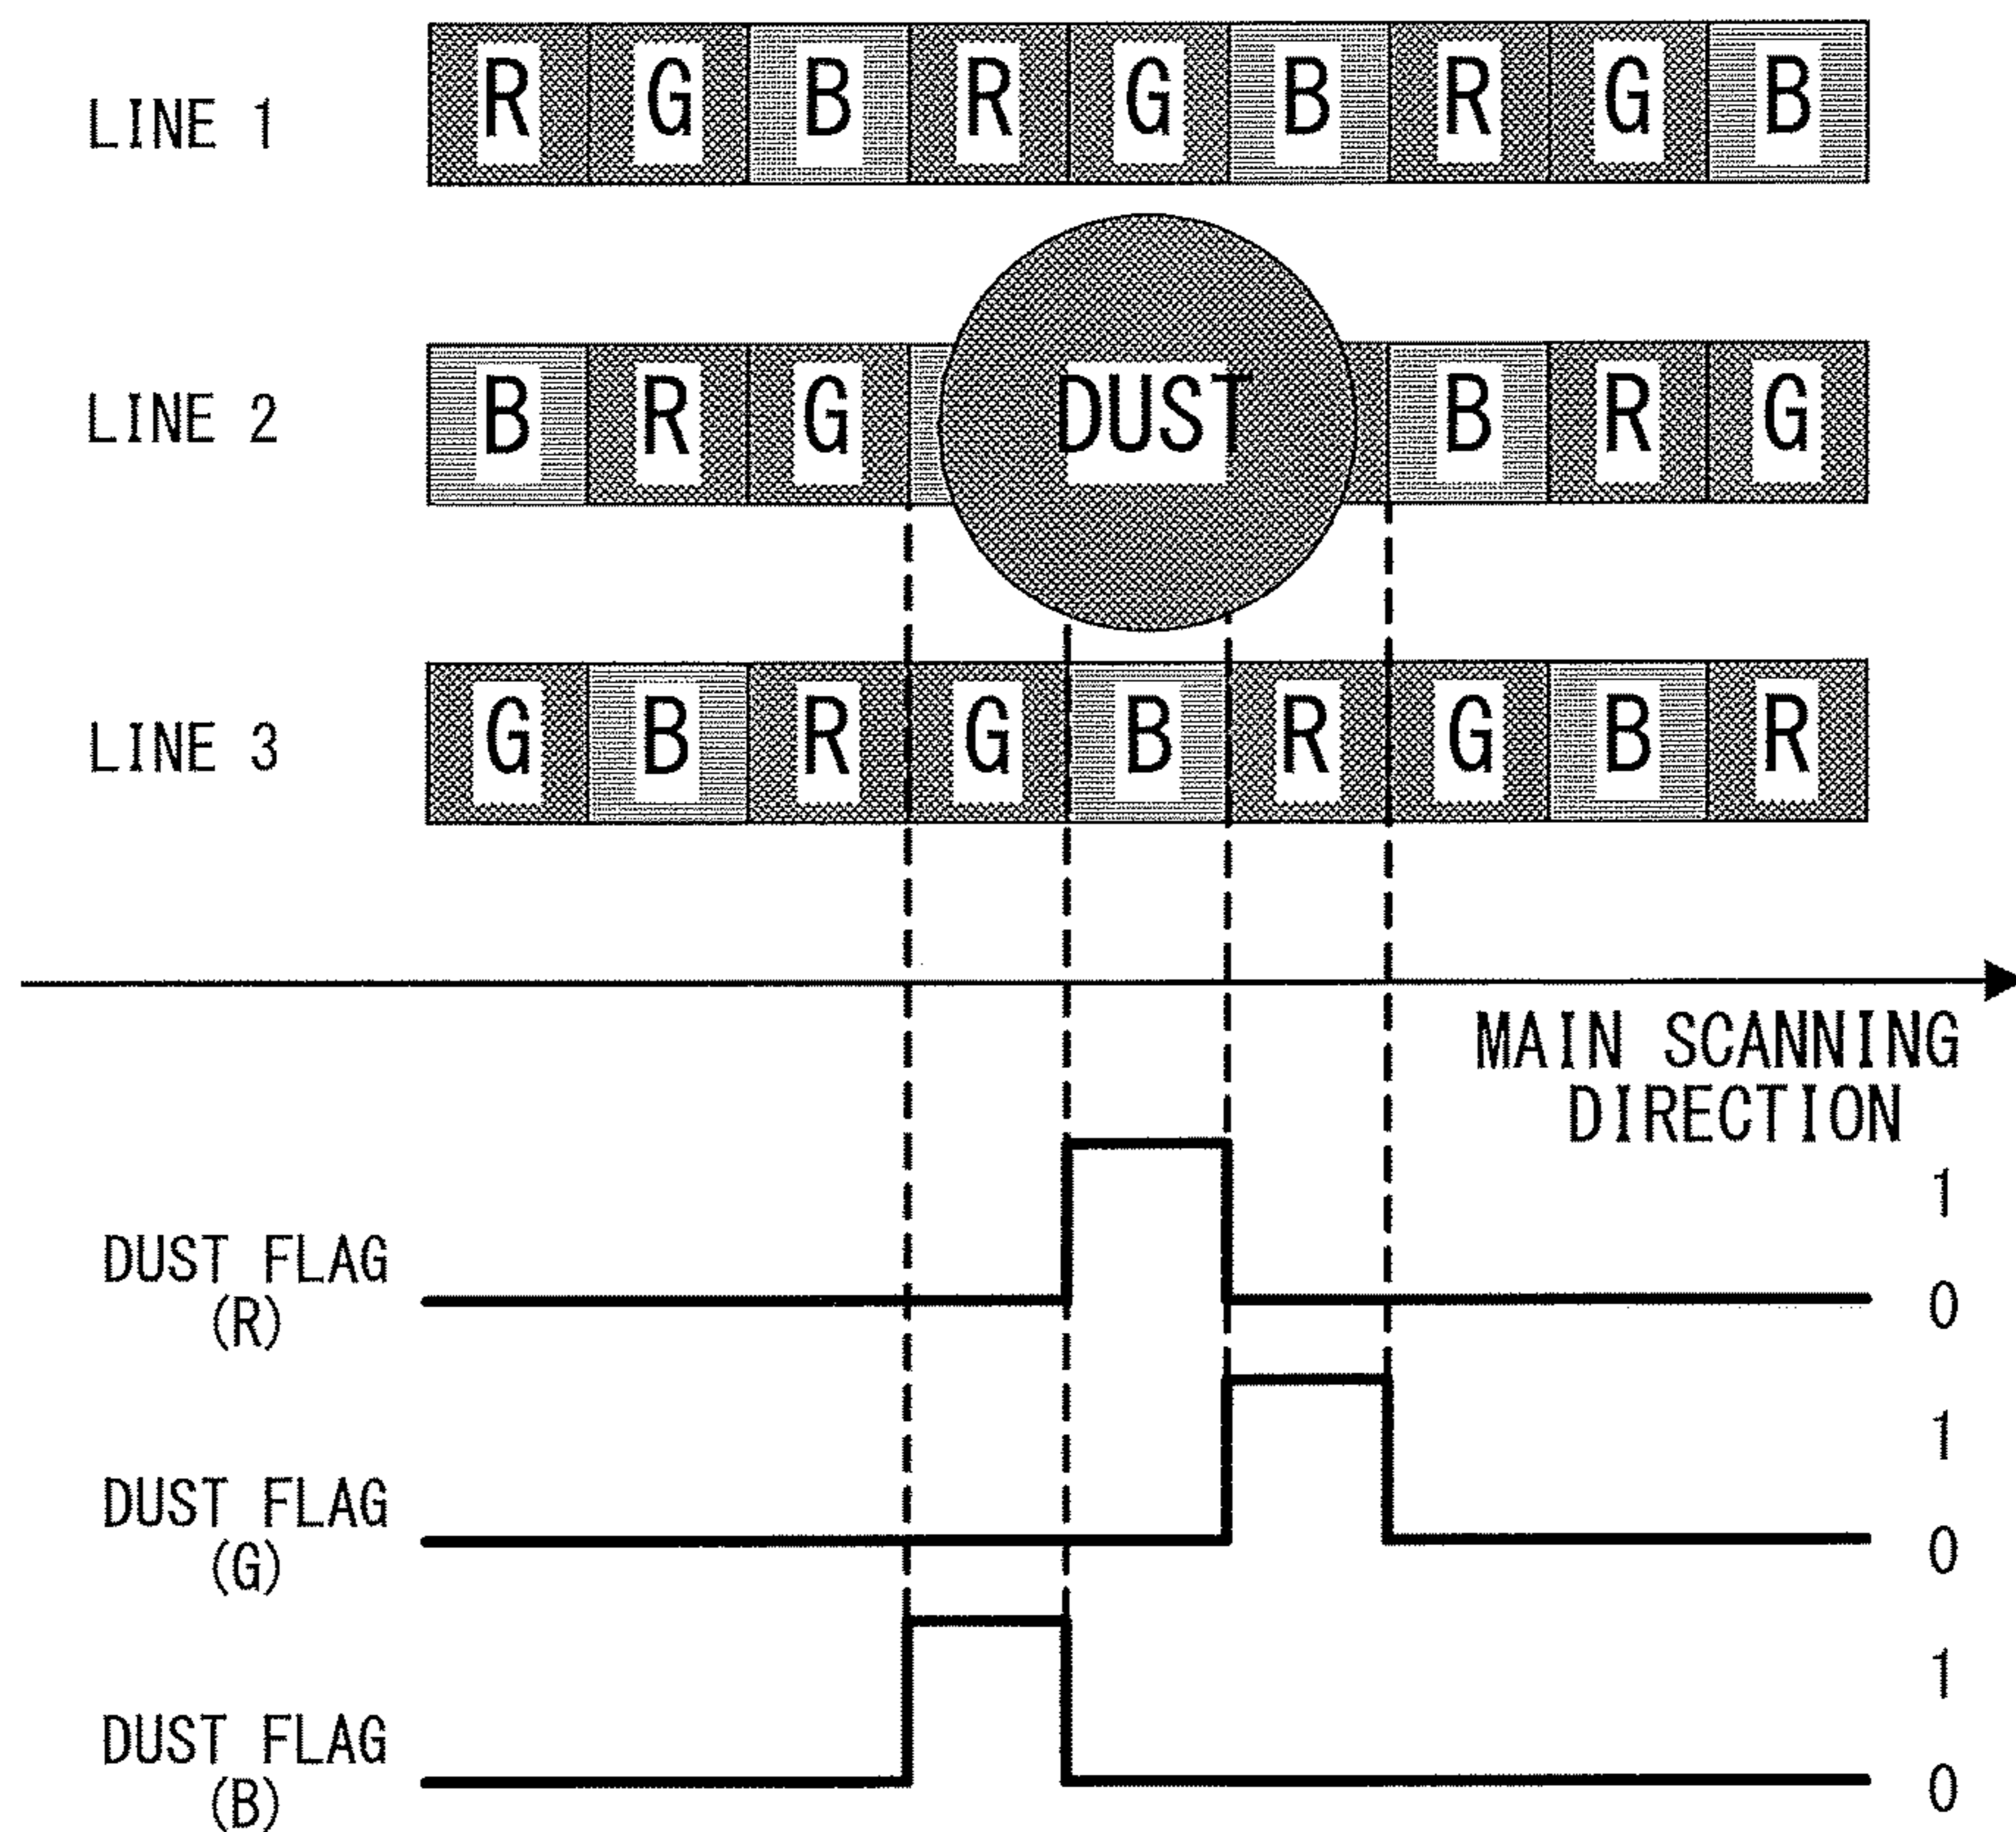 LINE 1 R G B R G B R G B
LINE 2 B R G DUST B R G
LINE 3 G B R G B R G B R
MAIN SCANNING
DIRECTION
1
DUST FLAG
(R)
0
1
DUST FLAG
(G)
0
1
DUST FLAG
(B)
0